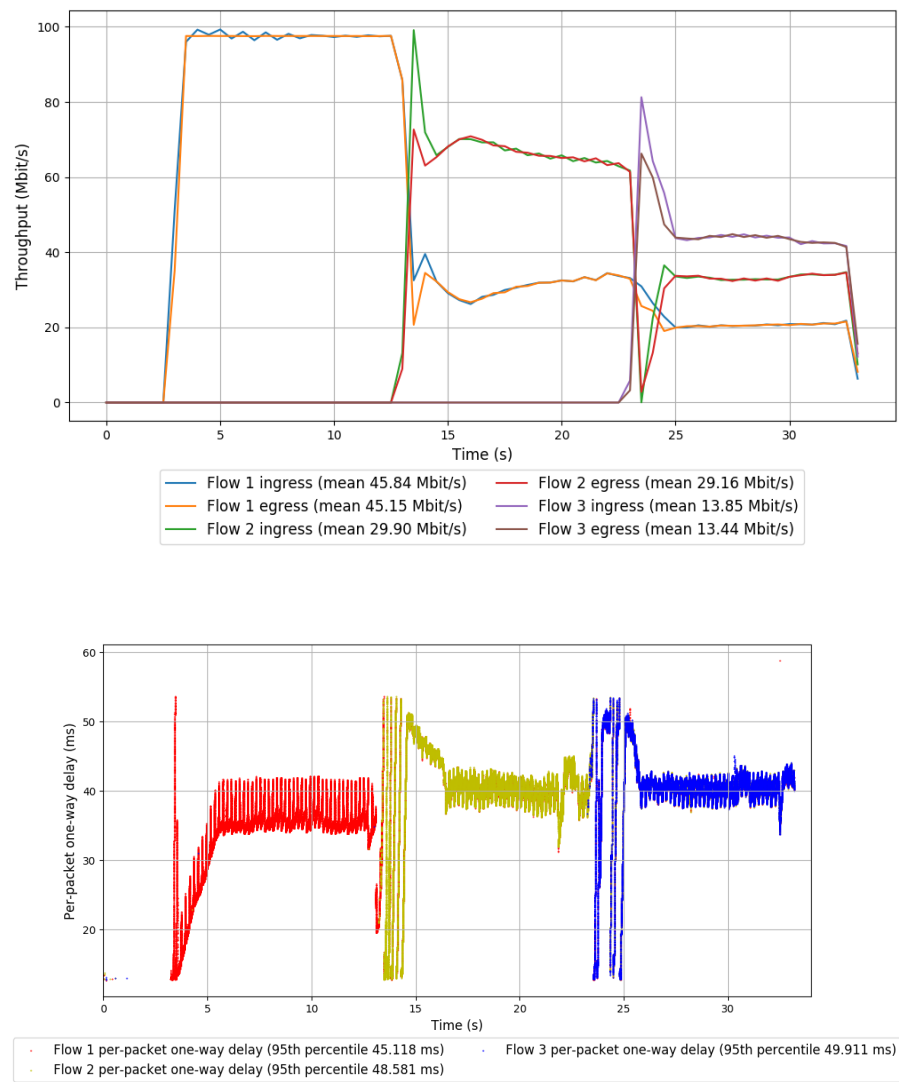 100
80
60
40
20
0
Throughput (Mbit/s)
0 5 10 15 20 25 30
Time (s)
Flow 1 ingress (mean 45.84 Mbit/s) Flow 2 egress (mean 29.16 Mbit/s)
Flow 1 egress (mean 45.15 Mbit/s) Flow 3 ingress (mean 13.85 Mbit/s)
Flow 2 ingress (mean 29.90 Mbit/s) Flow 3 egress (mean 13.44 Mbit/s)
60
50
40
30
20
Per-packet one-way delay (ms)
0 5 10 15 20 25 30
Time (s)
Flow 1 per-packet one-way delay (95th percentile 45.118 ms) Flow 3 per-packet one-way delay (95th percentile 49.911 ms)
Flow 2 per-packet one-way delay (95th percentile 48.581 ms)